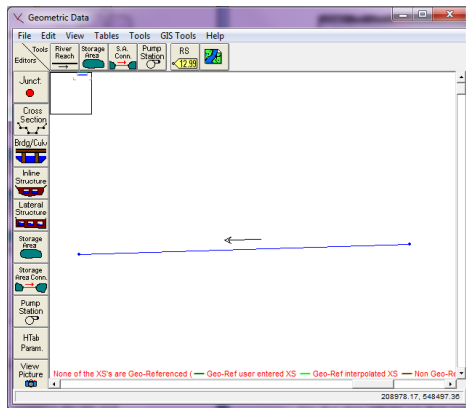 Geometric Data
File Edit View Tables Tools GIS Tools Help
Tools
Editors
River
Reach
Storage
Area
S.A.
Conn.
Pump
Station
RS
12.99
Junct.
Cross
Section
Brdg/Culv
Inline
Structure
Lateral
Structure
Storage
Area
Storage
Area Conn.
Pump
Station
HTab
Param.
View
Picture
None of the XS's are Geo-Referenced ( Geo-Ref user entered XS Geo-Ref interpolated XS Non Geo-Re
208978.17, 648497.36